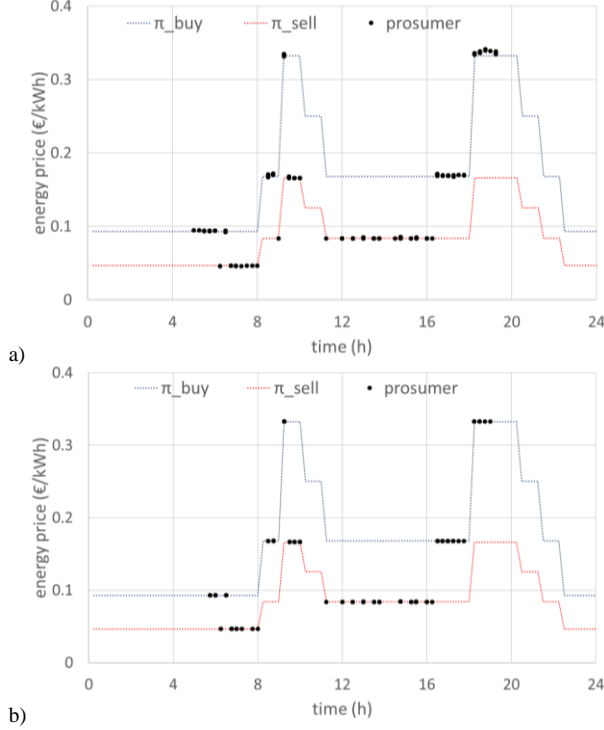 0.4
π_buy π_sell prosumer
0.3
0.2
0.1
0
energy price (€/kWh)
0 4 8 12 16 20 24
time (h)
a)
0.4
π_buy π_sell prosumer
0.3
0.2
0.1
0
energy price (€/kWh)
0 4 8 12 16 20 24
time (h)
b)